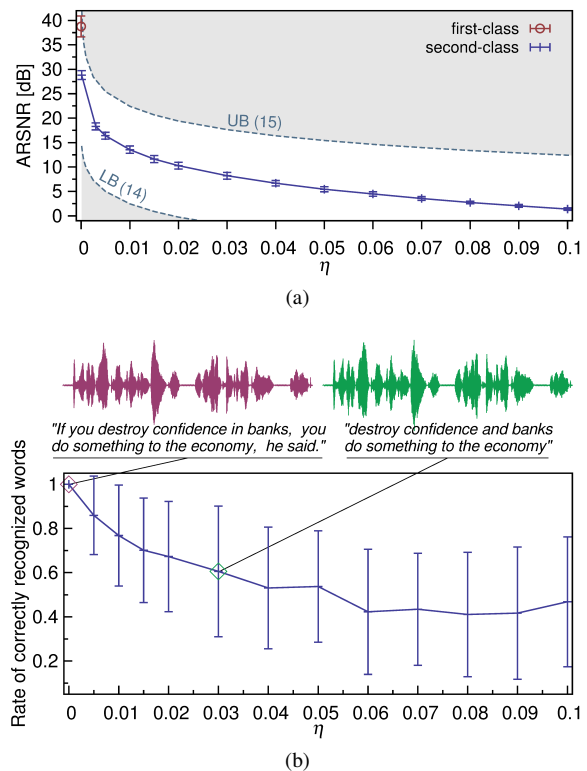 40
35
30
25
20
15
10
5
0
ARSNR [dB]
first-class
second-class
UB (15)
LB (14)
0 0.01 0.02 0.03 0.04 0.05 0.06 0.07 0.08 0.09 0.1
η
(a)
"If you destroy confidence in banks, you
do something to the economy, he said."
"destroy confidence and banks
do something to the economy"
Rate of correctly recognized words
1
0.8
0.6
0.4
0.2
0 0.01 0.02 0.03 0.04 0.05 0.06 0.07 0.08 0.09 0.1
η
(b)